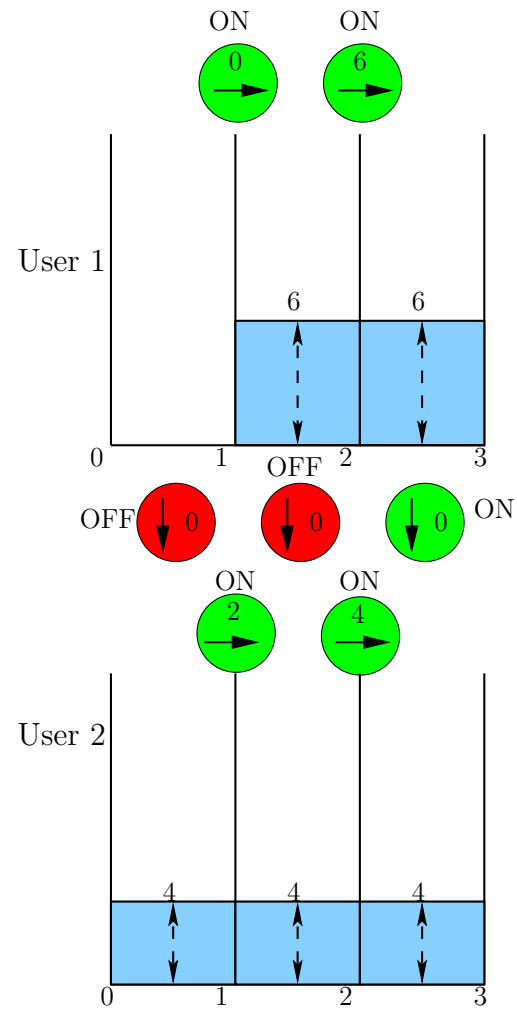 ON ON
0 6
User 1
6 6
0 1 2 3
OFF
OFF 0 0 0 ON
ON ON
2 4
User 2
4 4 4
0 1 2 3